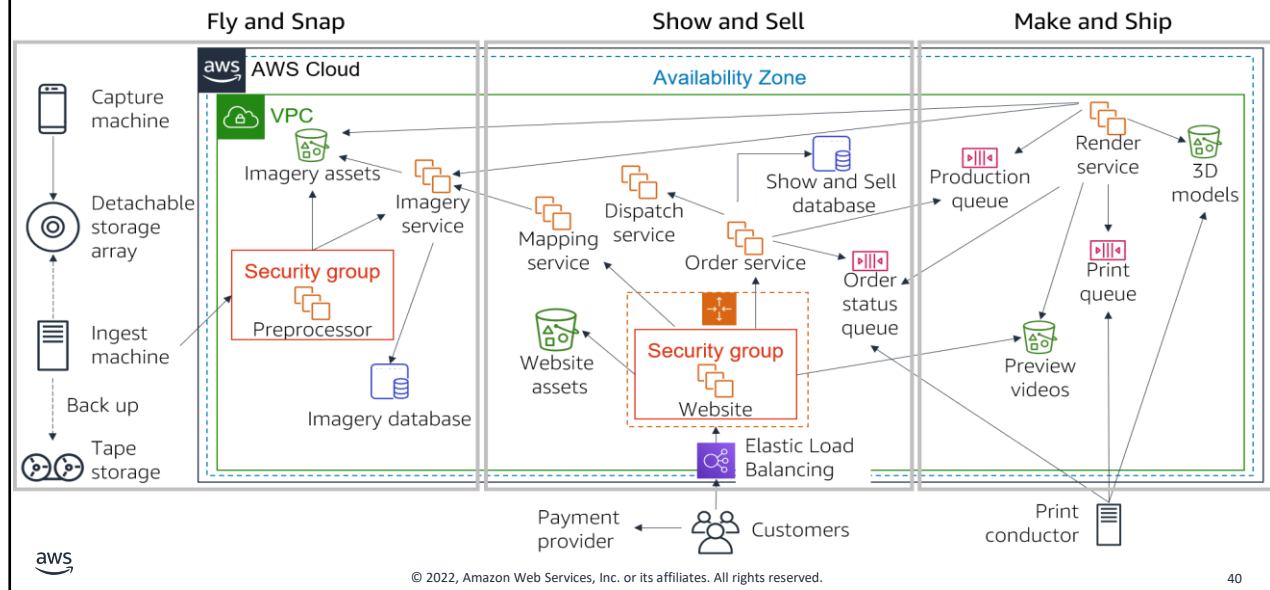 Fly and Snap
Show and Sell
Make and Ship
aws
AWS Cloud
Availability Zone
VPC
Capture
machine
Detachable
storage
array
Ingest
machine
Back up
Tape
storage
Imagery assets
Imagery
service
Security group
Preprocessor
Imagery database
Mapping
service
Dispatch
service
Order service
Show and Sell
database
Order
status
queue
Website
assets
Security group
Website
Elastic Load
Balancing
Production
queue
Render
service
3D
models
Print
queue
Preview
videos
Payment
provider
Customers
Print
conductor
aws
© 2022, Amazon Web Services, Inc. or its affiliates. All rights reserved.
40